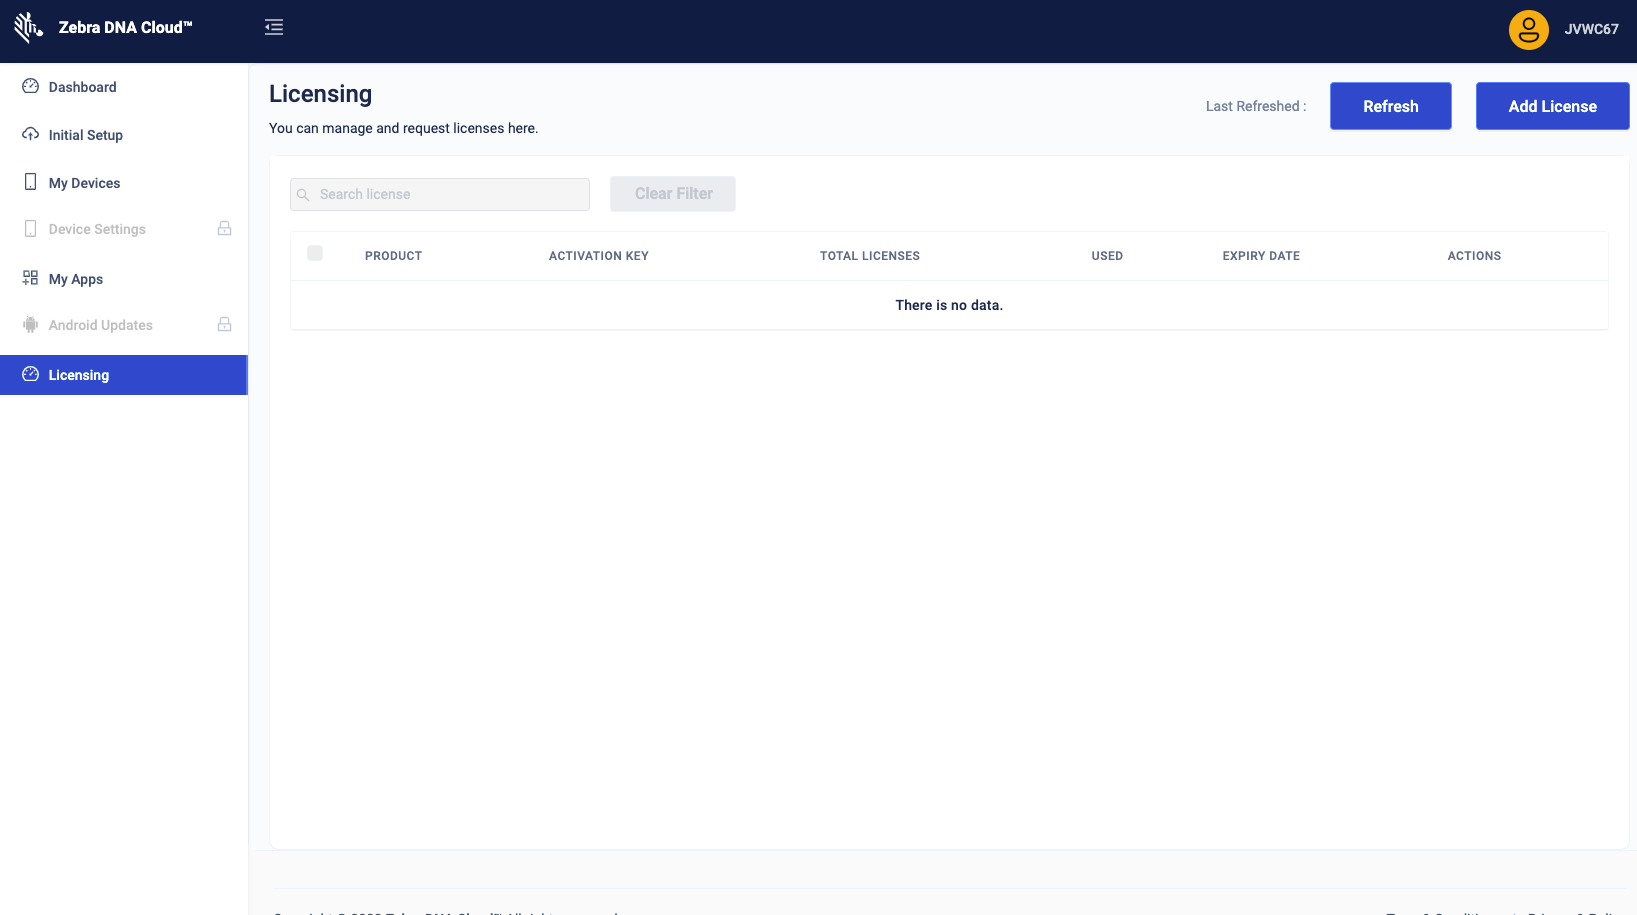 Zebra DNA Cloud™
JVWC67
Dashboard
Initial Setup
My Devices
Device Settings
My Apps
Android Updates
Licensing
Licensing
You can manage and request licenses here.
Last Refreshed :
Refresh
Add License
Search license
Clear Filter
PRODUCT ACTIVATION KEY TOTAL LICENSES USED EXPIRY DATE ACTIONS
There is no data.